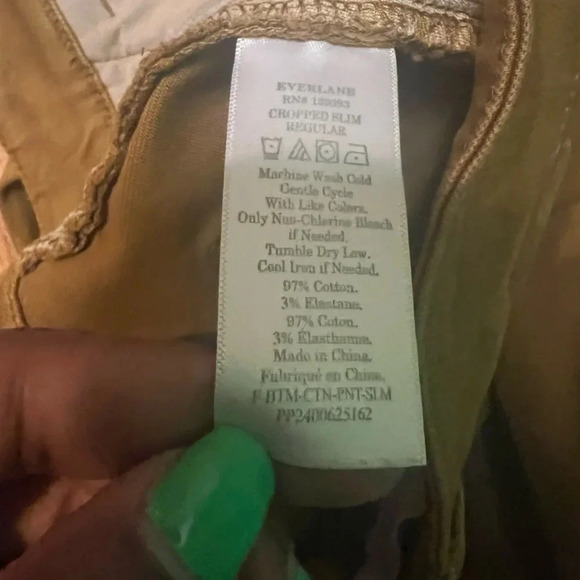 EVERLANE
RN# 139393
CROPPED SLIM
REGULAR
Machine Wash Cold
Gentle Cycle
With Like Colors.
Only Non-Chlorine Bleach
if Needed.
Tumble Dry Low.
Cool Iron if Needed.
97% Cotton.
3% Elastane.
97% Coton.
3% Elasthanne.
Made in China.
Fabriqué en Chine.
F-BTM-CTN-PNT-SLM
PP2400625162